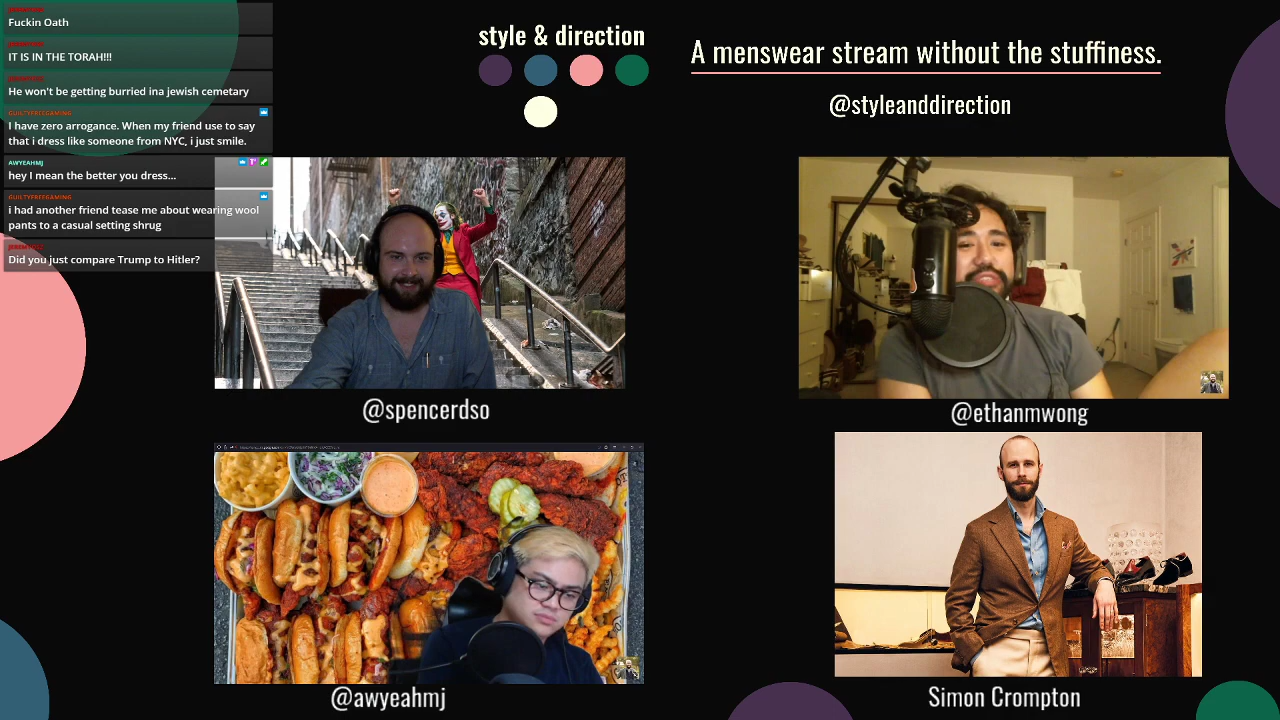 Fuckin Oath
IT IS IN THE TORAH!!!
He won't be getting burried ina jewish cemetary
GUILTYFREEGAMING
I have zero arrogance. When my friend use to say
that i dress like someone from NYC, i just smile.
AWYEAHMJ
hey I mean the better you dress...
GUILTYFREEGAMING
i had another friend tease me about wearing wool
pants to a casual setting shrug
Did you just compare Trump to Hitler?
style & direction
A menswear stream without the stuffiness.
@styleanddirection
@spencerdso
@ethanmwong
@awyeahmj
Simon Crompton